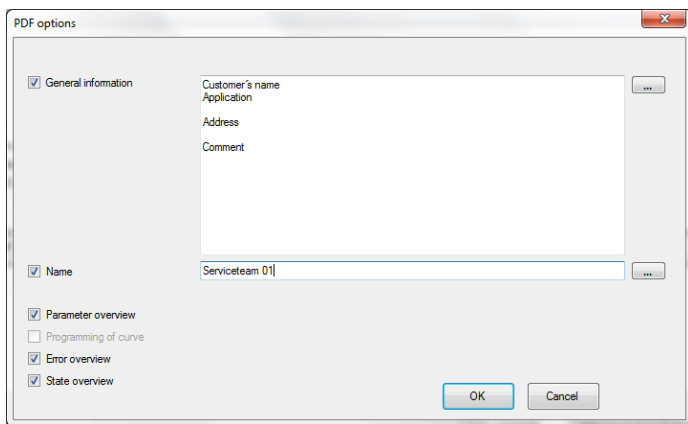 PDF options
General information
Customer´s name
Application
Address
Comment
...
Name
Serviceteam 01
...
Parameter overview
Programming of curve
Error overview
State overview
OK
Cancel